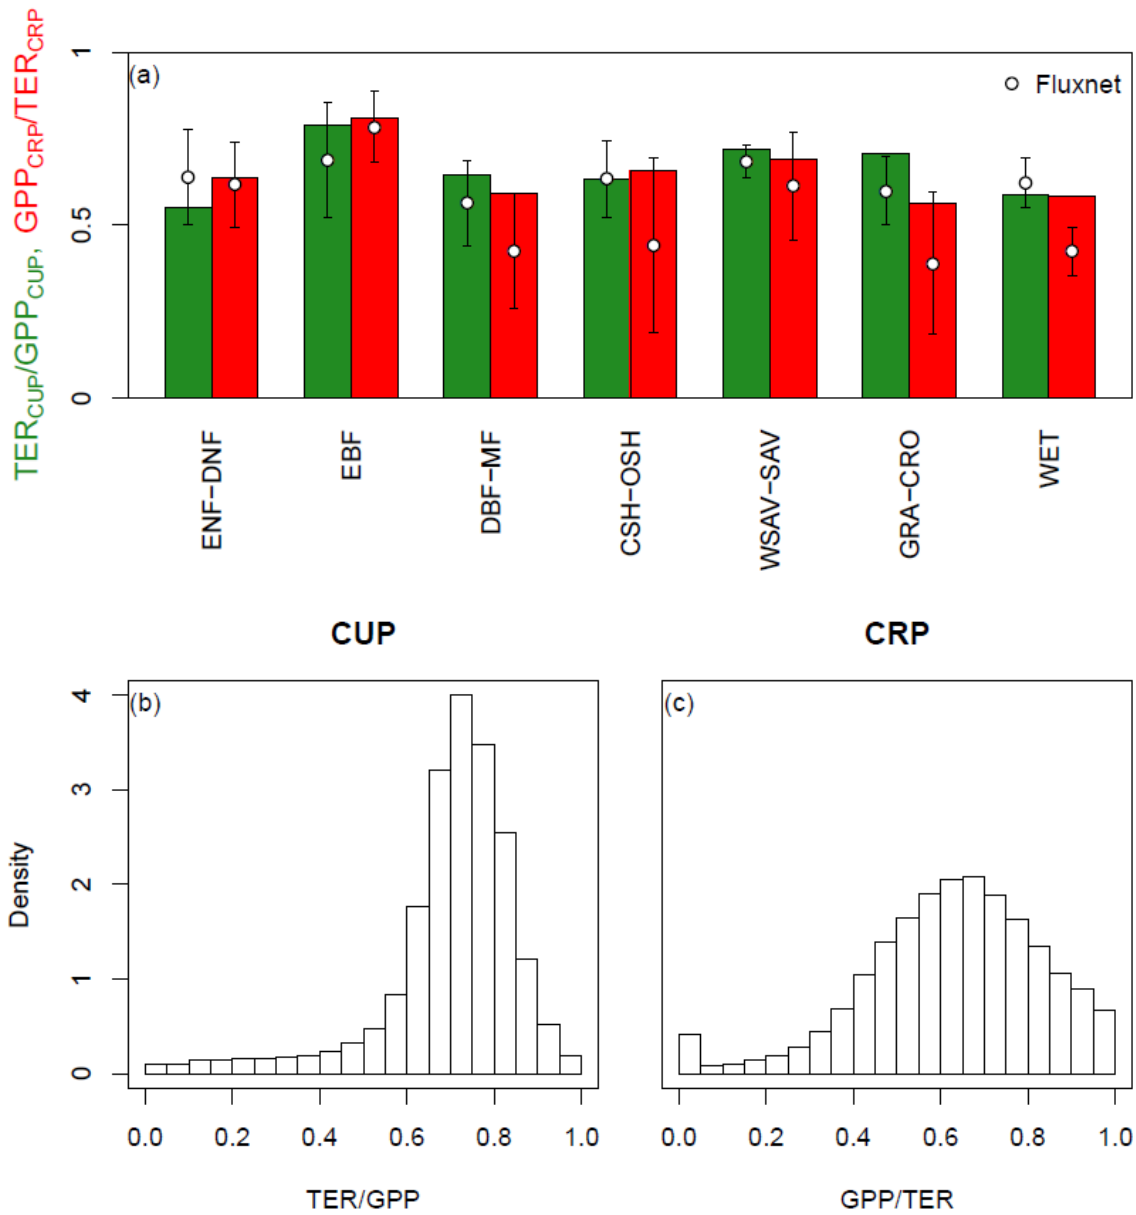 TER_CUP/GPP_CUP, GPP_CRP/TER_CRP
1
0.5
0
(a)
Fluxnet
ENF-DNF
EBF
DBF-MF
CSH-OSH
WSAV-SAV
GRA-CRO
WET
CUP
CRP
(b)
(c)
Density
4
3
2
1
0
0.0 0.2 0.4 0.6 0.8 1.0
0.0 0.2 0.4 0.6 0.8 1.0
TER/GPP
GPP/TER